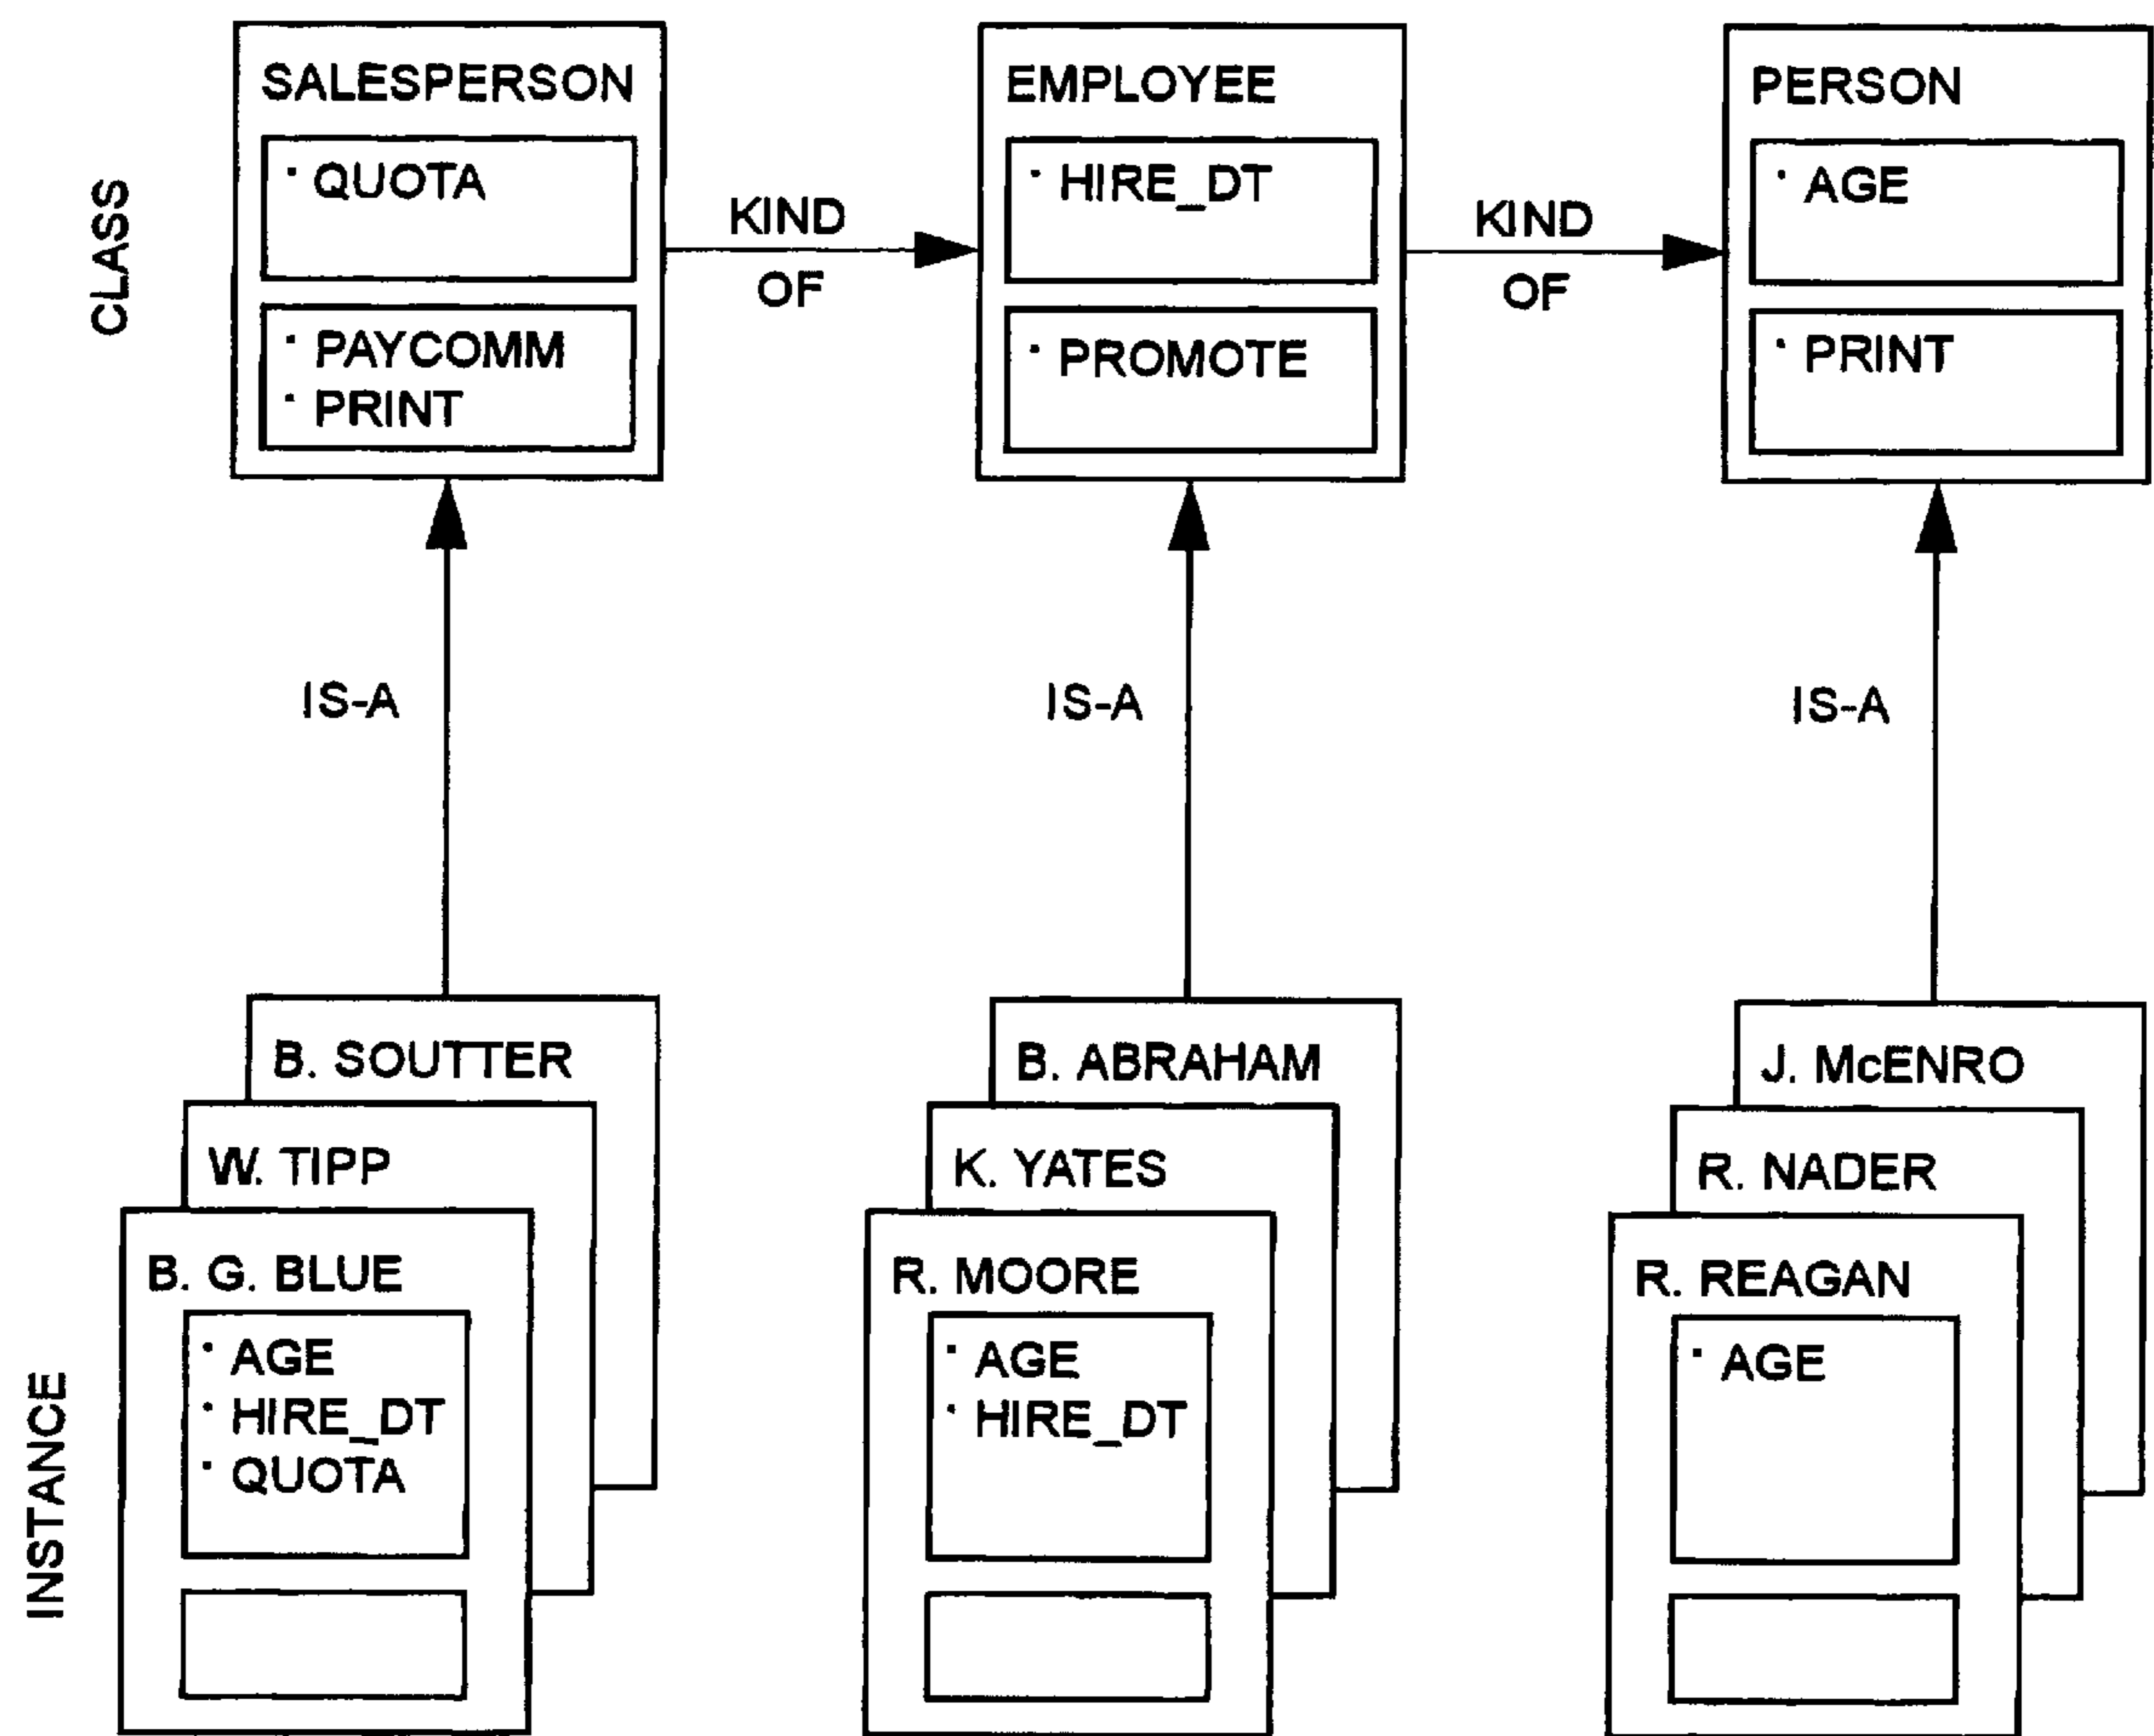 CLASS
SALESPERSON
· QUOTA
· PAYCOMM
· PRINT
KIND
OF
EMPLOYEE
· HIRE_DT
· PROMOTE
KIND
OF
PERSON
· AGE
· PRINT
IS-A
IS-A
IS-A
INSTANCE
B. SOUTTER
W. TIPP
B. G. BLUE
· AGE
· HIRE_DT
· QUOTA
B. ABRAHAM
K. YATES
R. MOORE
· AGE
· HIRE_DT
J. McENRO
R. NADER
R. REAGAN
· AGE